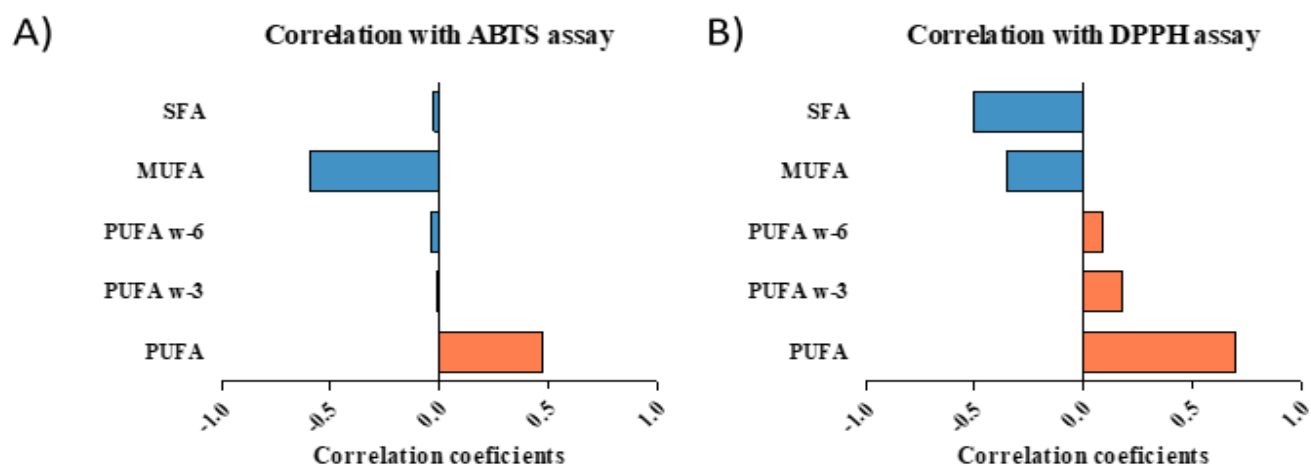 A)
Correlation with ABTS assay
SFA
MUFA
PUFA w-6
PUFA w-3
PUFA
-1.0
-0.5
0.0
0.5
1.0
Correlation coeficients
B)
Correlation with DPPH assay
SFA
MUFA
PUFA w-6
PUFA w-3
PUFA
-1.0
-0.5
0.0
0.5
1.0
Correlation coeficients